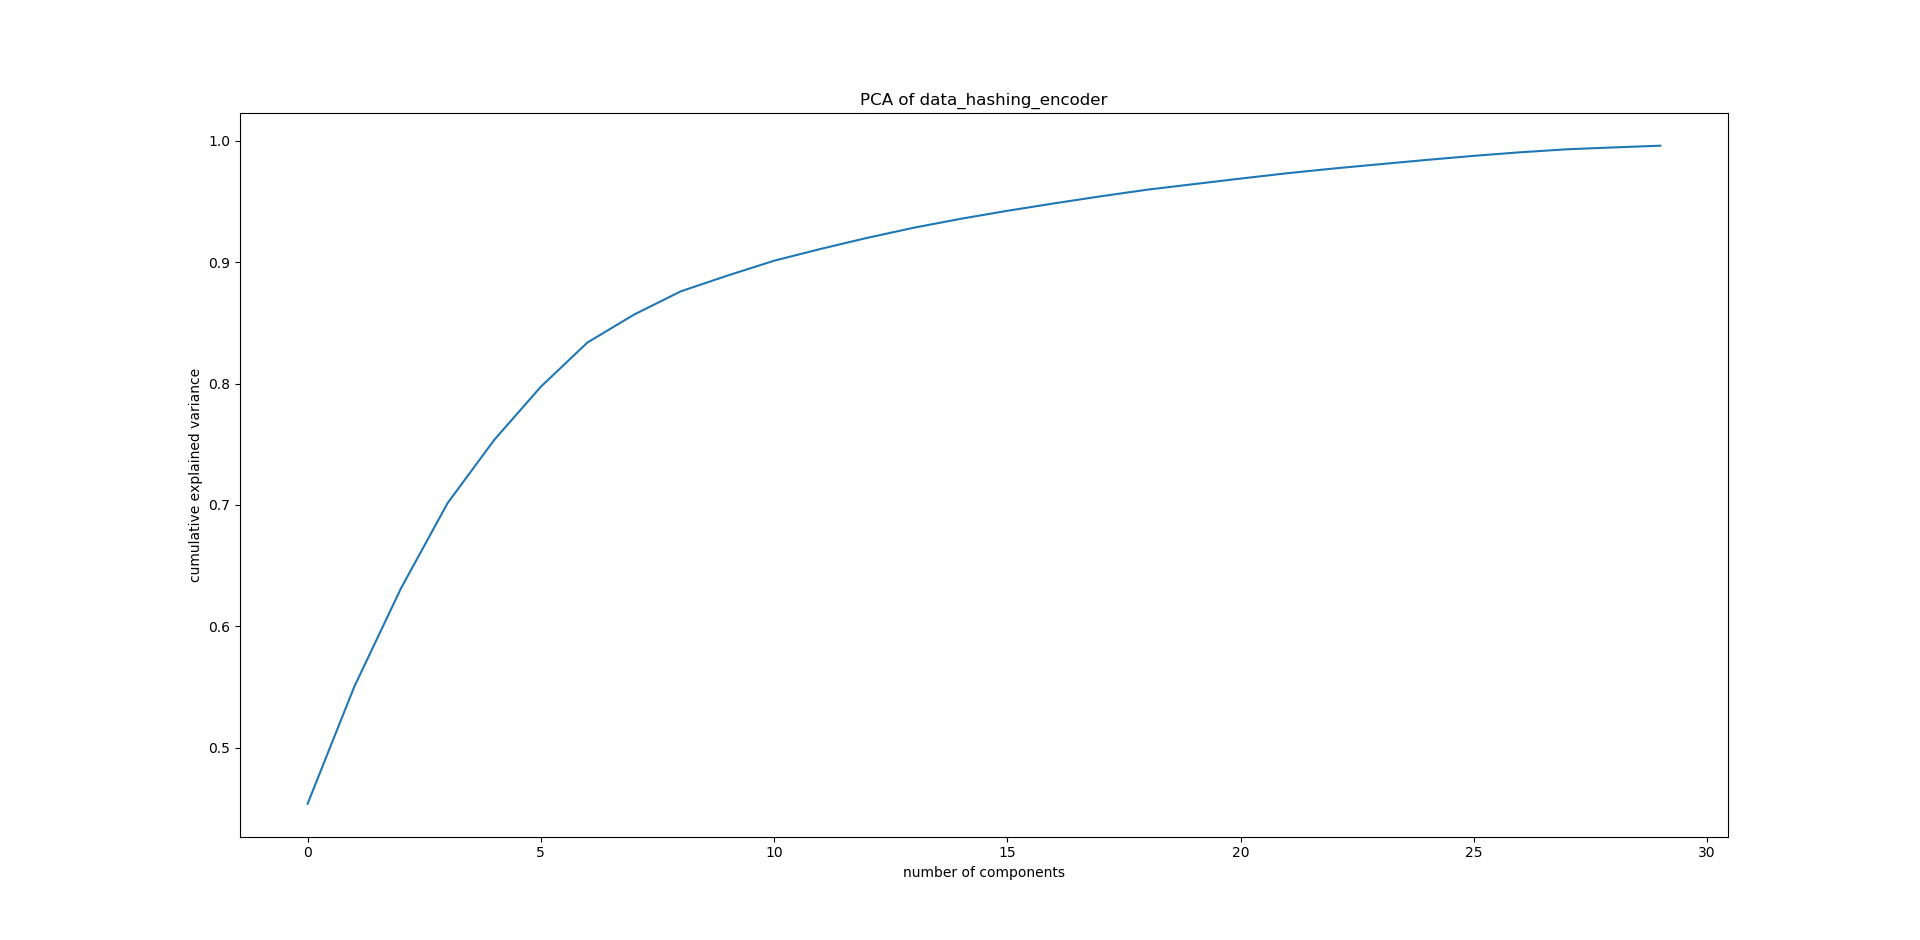 PCA of data_hashing_encoder
1.0
0.9
0.8
0.7
0.6
0.5
cumulative explained variance
0 5 10 15 20 25 30
number of components